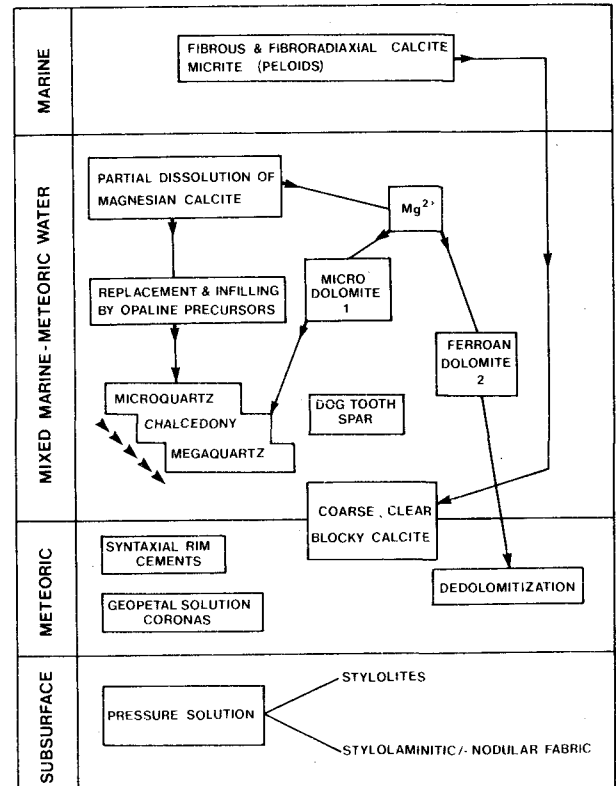 MARINE
FIBROUS & FIBRORADIAXIAL CALCITE
MICRITE (PELOIDS)
MIXED MARINE-METEORIC WATER
PARTIAL DISSOLUTION OF
MAGNESIAN CALCITE
Mg²⁺
REPLACEMENT & INFILLING
BY OPALINE PRECURSORS
MICRO
DOLOMITE
1
FERROAN
DOLOMITE
2
MICROQUARTZ
CHALCEDONY
MEGAQUARTZ
DOG TOOTH
SPAR
COARSE, CLEAR
BLOCKY CALCITE
METEORIC
SYNTAXIAL RIM
CEMENTS
GEOPETAL SOLUTION
CORONAS
DEDOLOMITIZATION
SUBSURFACE
PRESSURE SOLUTION
STYLOLITES
STYLOLAMINITIC/-NODULAR FABRIC